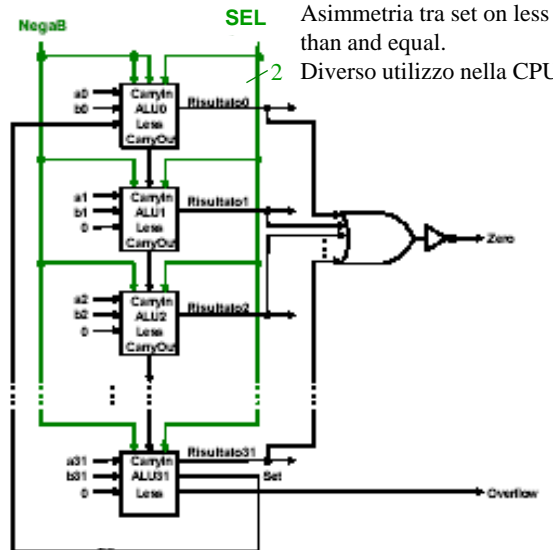 SEL
Asimmetria tra set on less
than and equal.
2
Diverso utilizzo nella CPU
NegaB
a0
b0
CarryIn
ALU0
Less
CarryOut
Risultato0
a1
b1
0
CarryIn
ALU1
Less
CarryOut
Risultato1
Zero
a2
b2
0
CarryIn
ALU2
Less
CarryOut
Risultato2
a31
b31
0
CarryIn
ALU31
Less
Risultato31
Set
Overflow